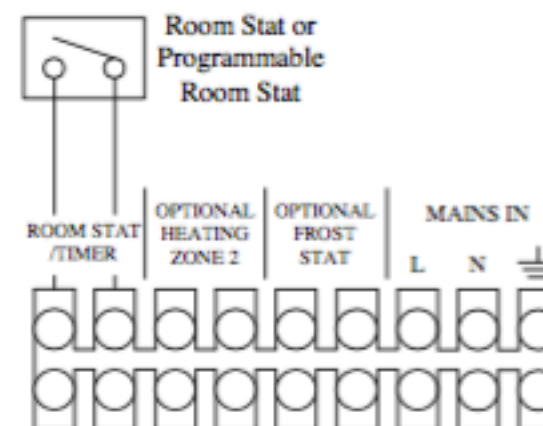 Room Stat or
Programmable
Room Stat
ROOM STAT
/TIMER
OPTIONAL
HEATING
ZONE 2
OPTIONAL
FROST
STAT
MAINS IN
L N